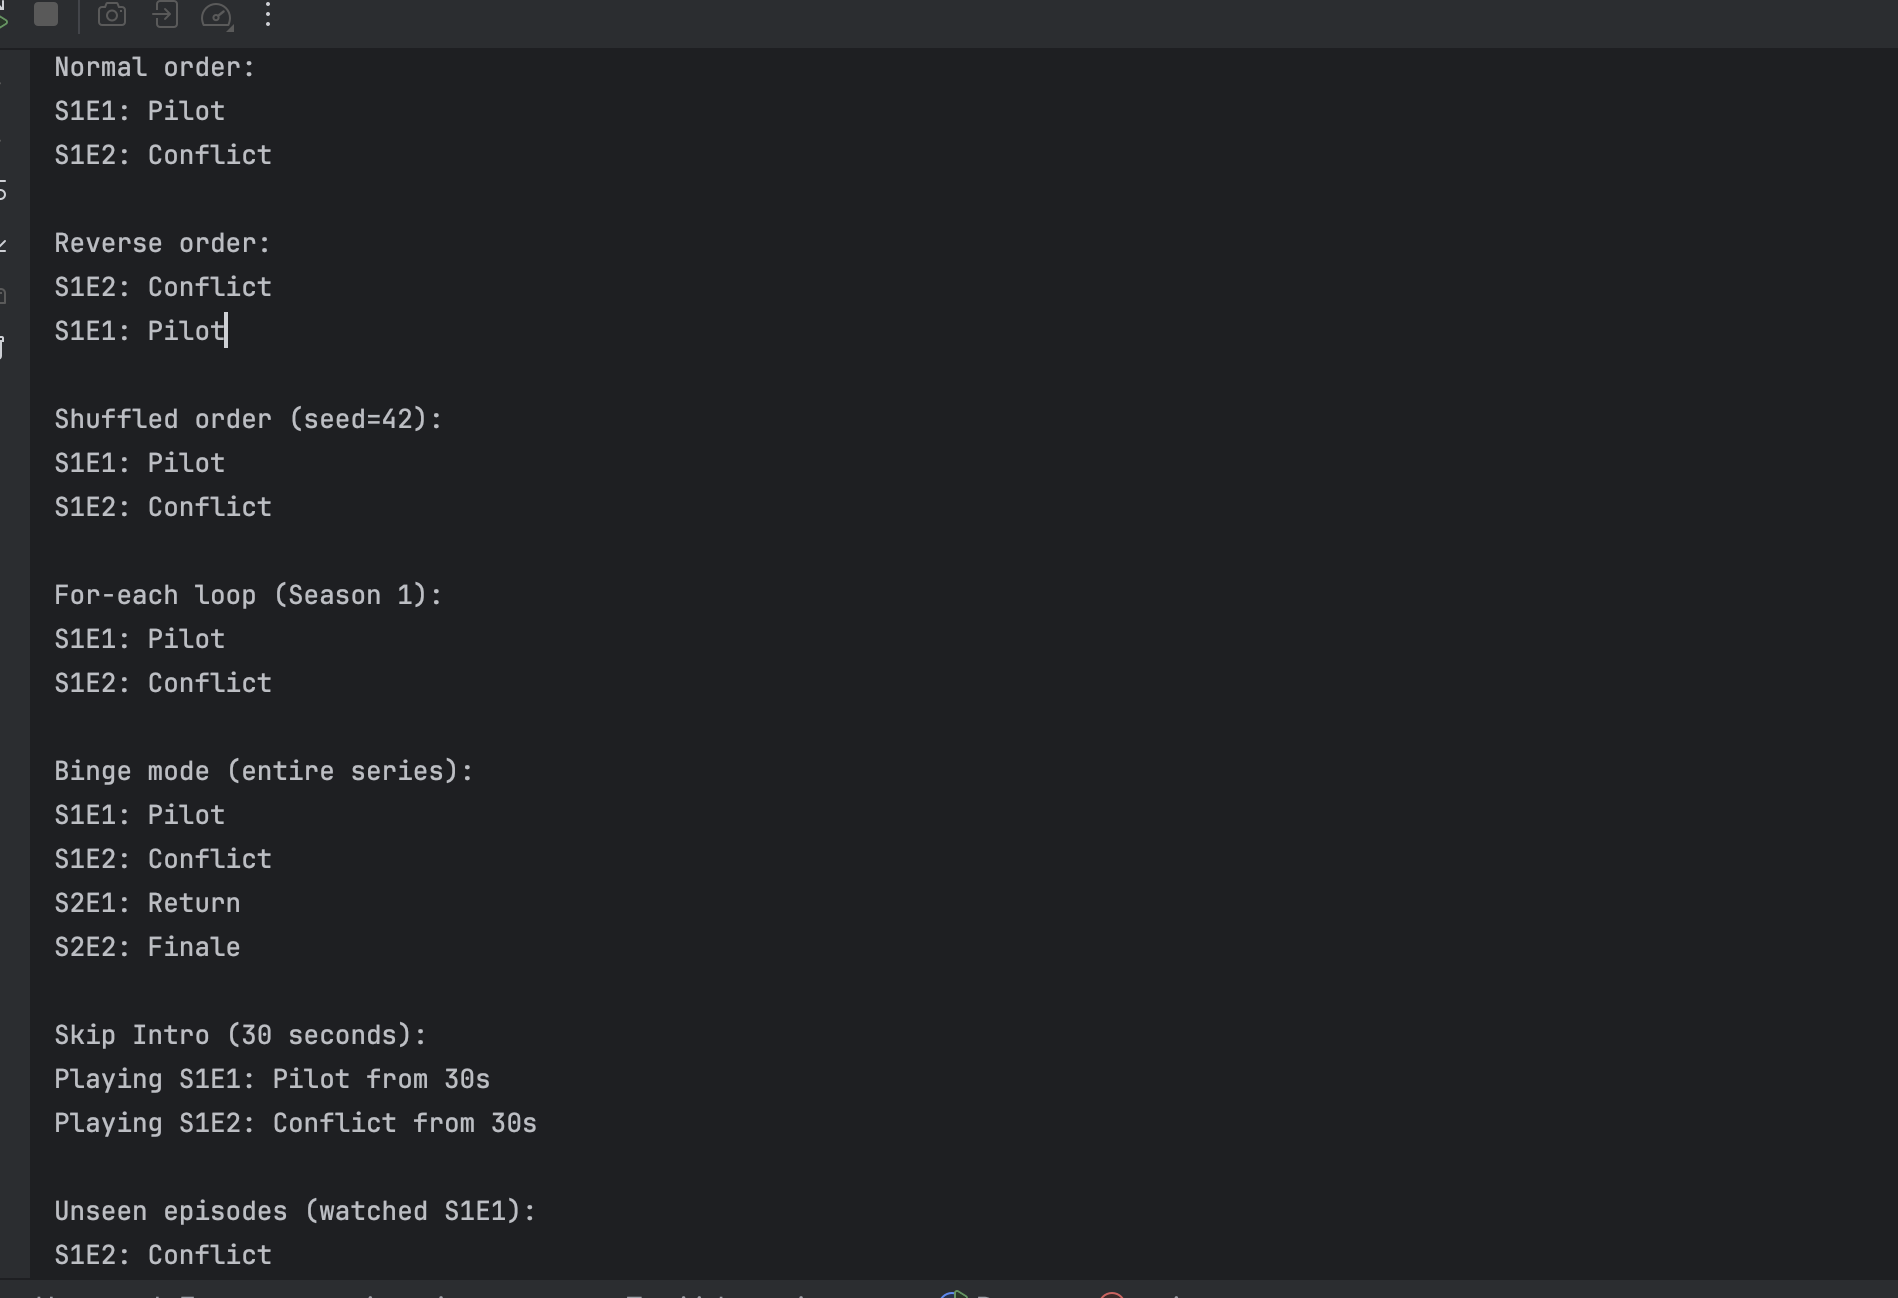 Normal order:
S1E1: Pilot
S1E2: Conflict
Reverse order:
S1E2: Conflict
S1E1: Pilot
Shuffled order (seed=42):
S1E1: Pilot
S1E2: Conflict
For-each loop (Season 1):
S1E1: Pilot
S1E2: Conflict
Binge mode (entire series):
S1E1: Pilot
S1E2: Conflict
S2E1: Return
S2E2: Finale
Skip Intro (30 seconds):
Playing S1E1: Pilot from 30s
Playing S1E2: Conflict from 30s
Unseen episodes (watched S1E1):
S1E2: Conflict